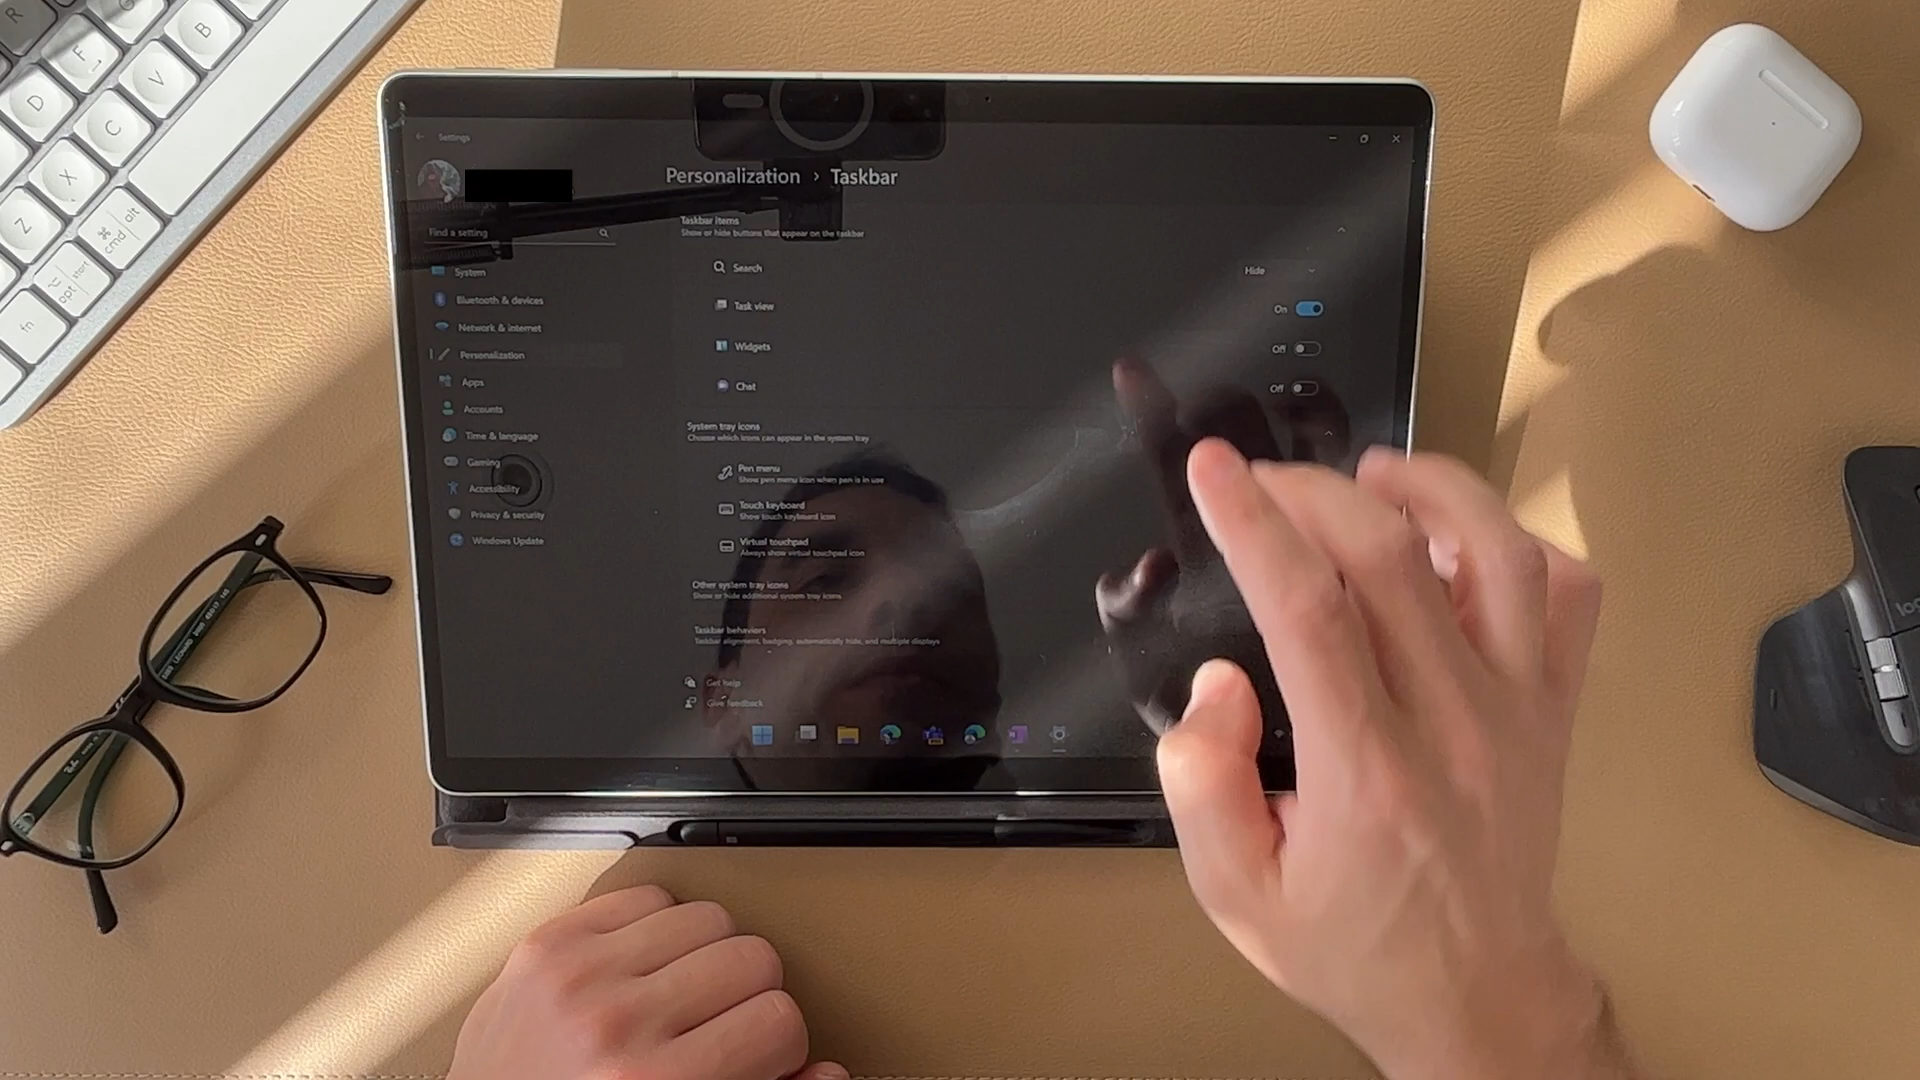 R
G
B
F
V
D
C
X
Z
alt
⌘
cmd
start
opt
fn
Settings
Personalization › Taskbar
Find a setting
System
Bluetooth & devices
Network & internet
Personalization
Apps
Accounts
Time & language
Gaming
Accessibility
Privacy & security
Windows Update
Taskbar items
Show or hide buttons that appear on the taskbar
Search
Hide
Task view
On
Widgets
Off
Chat
Off
System tray icons
Choose which icons can appear in the system tray
Pen menu
Show pen menu icon when pen is in use
Touch keyboard
Show touch keyboard icon
Virtual touchpad
Always show virtual touchpad icon
Other system tray icons
Show or hide additional system tray icons
Taskbar behaviors
Taskbar alignment, badging, automatically hide, and multiple displays
Get help
Give feedback